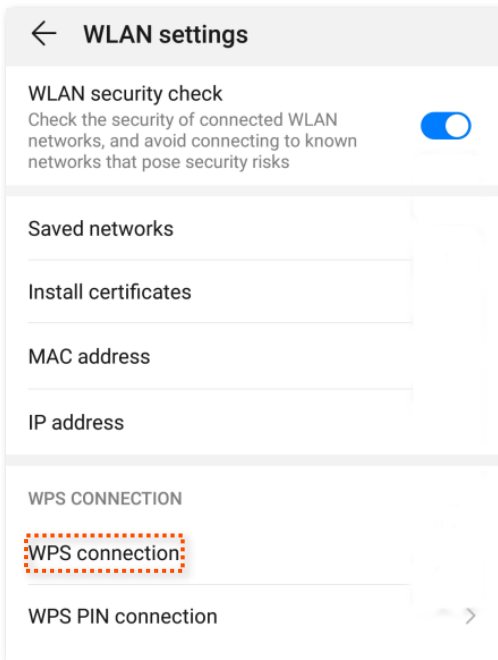 WLAN settings
WLAN security check
Check the security of connected WLAN
networks, and avoid connecting to known
networks that pose security risks
Saved networks
Install certificates
MAC address
IP address
WPS CONNECTION
WPS connection
WPS PIN connection